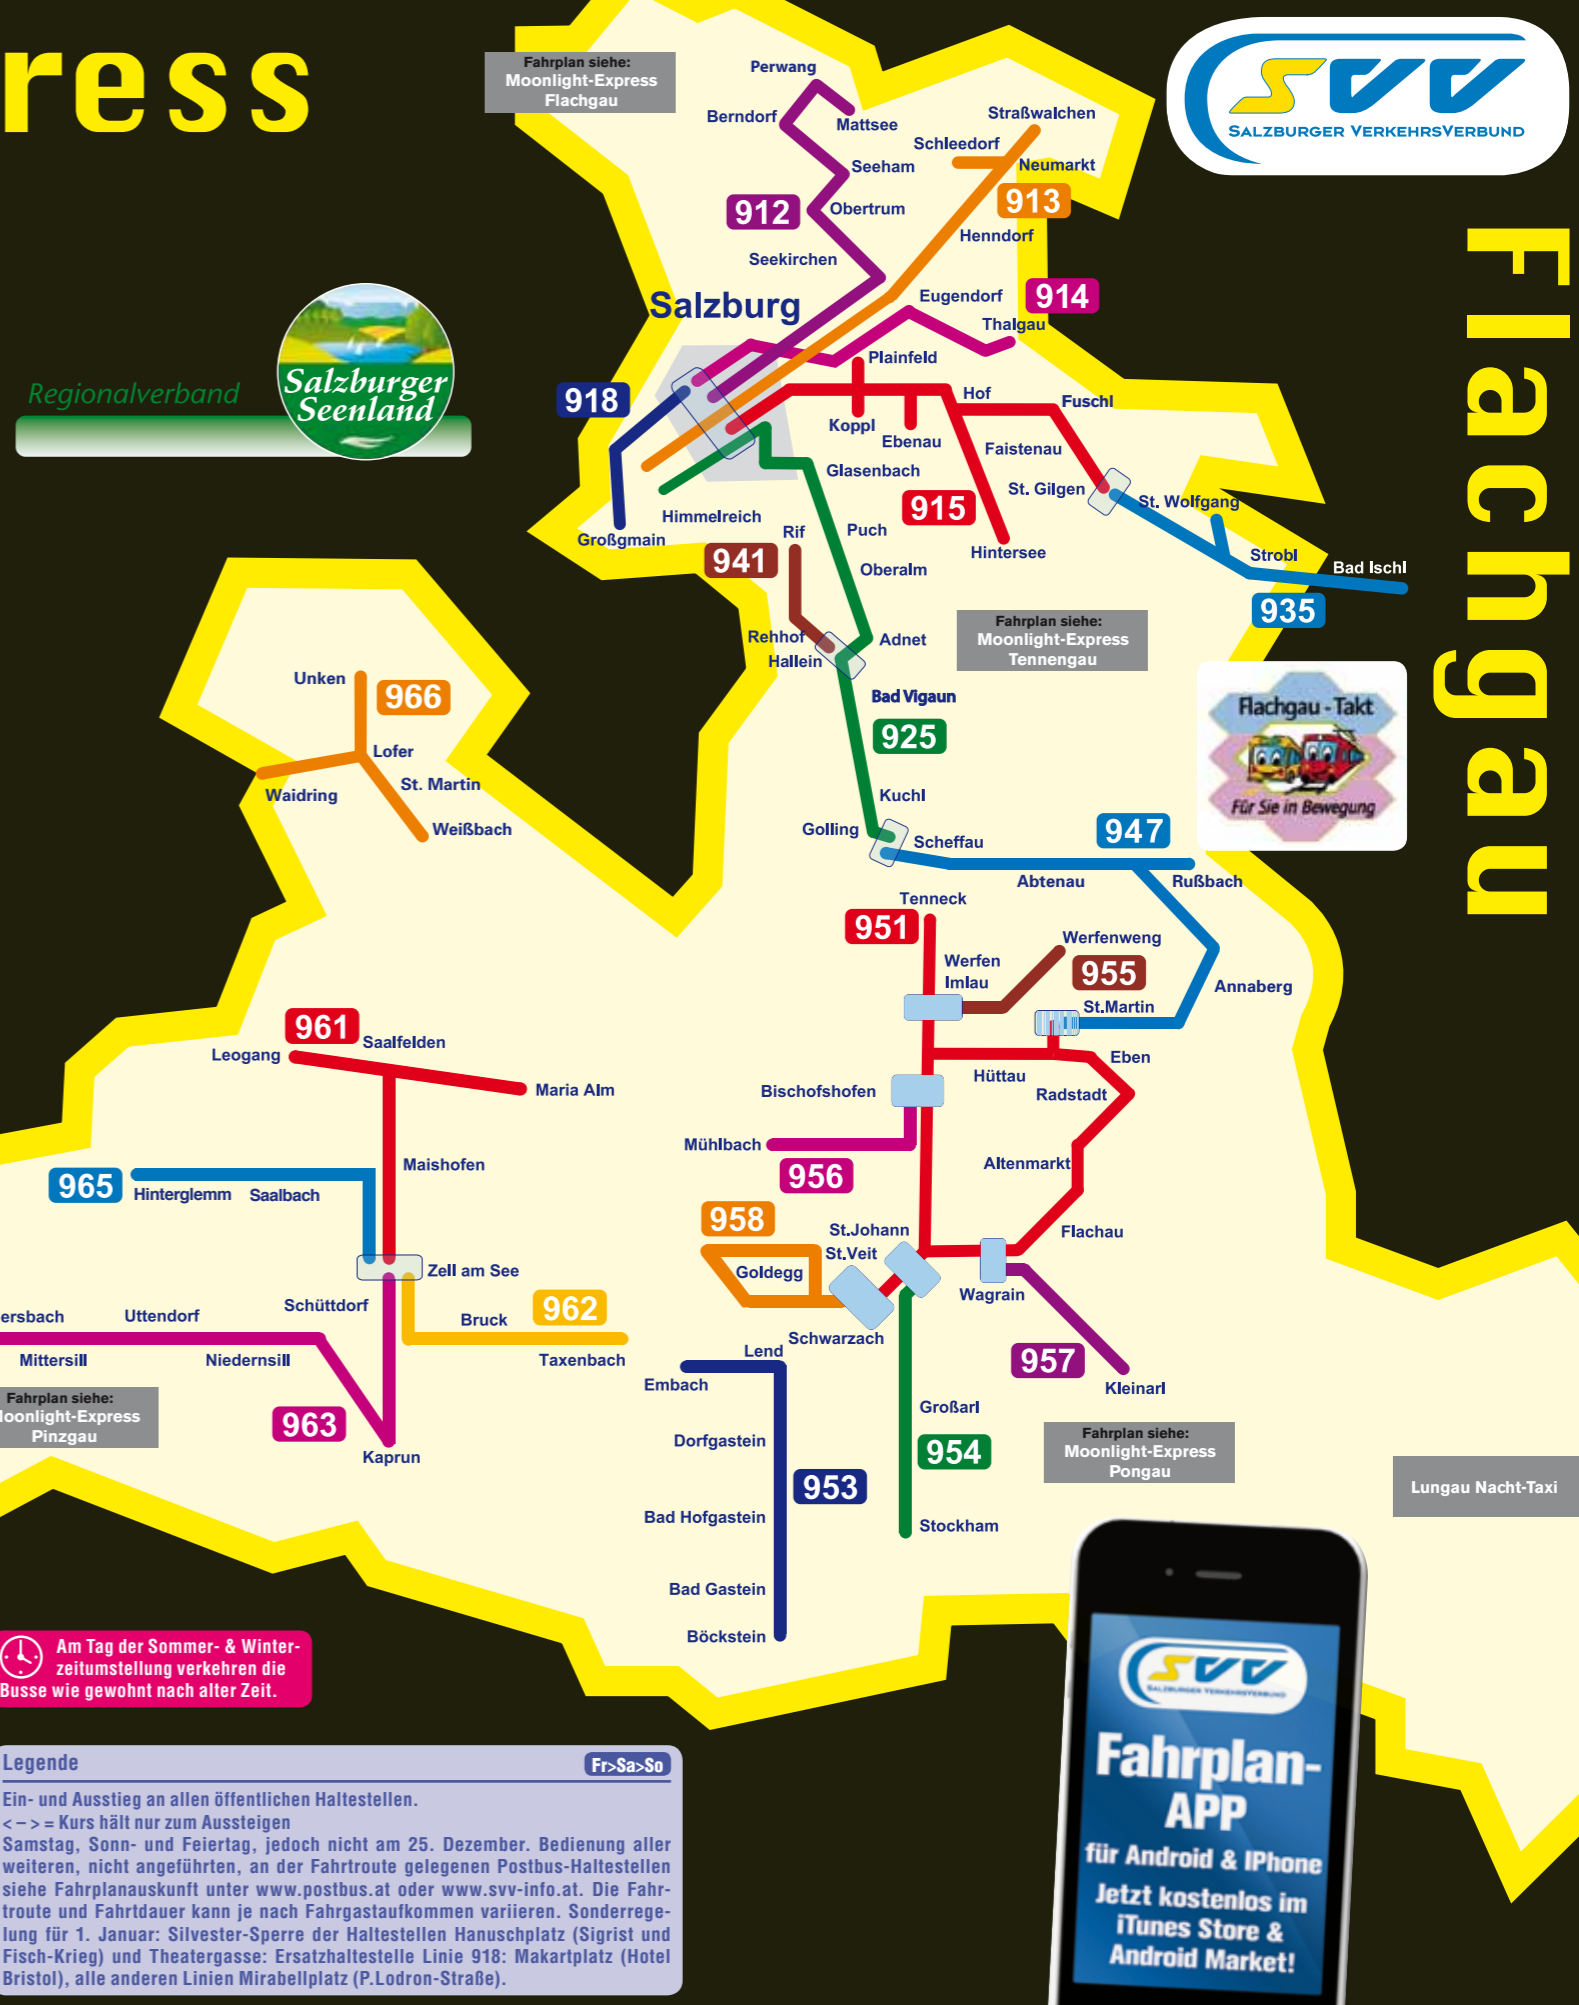 ress
Fahrplan siehe:
Moonlight-Express
Flachgau
SVV
SALZBURGER VERKEHRSVERBUND
Flachgau
Regionalverband
Salzburger
Seenland
Perwang
Berndorf
Mattsee
Straßwalchen
Schleedorf
Neumarkt
Seeham
912
Obertrum
913
Henndorf
Seekirchen
Salzburg
Eugendorf
914
Thalgau
Plainfeld
918
Hof
Fuschl
Koppl
Ebenau
Faistenau
Glasenbach
St. Gilgen
St. Wolfgang
915
Himmelreich
Großgmain
Rif
Puch
Hintersee
941
Oberalm
Strobl
Bad Ischl
935
Rehhof
Hallein
Adnet
Fahrplan siehe:
Moonlight-Express
Tennengau
Bad Vigaun
925
Flachgau - Takt
Für Sie in Bewegung
Unken
966
Lofer
Waidring
St. Martin
Weißbach
Kuchl
Golling
Scheffau
947
Abtenau
Rußbach
Tenneck
951
Werfen
Imlau
Werfenweng
955
St.Martin
Annaberg
961
Saalfelden
Leogang
Maria Alm
Eben
Hüttau
Radstadt
Bischofshofen
Mühlbach
956
Altenmarkt
Maishofen
965
Hinterglemm
Saalbach
958
St.Johann
St.Veit
Goldegg
Flachau
Zell am See
Wagrain
Schüttdorf
ersbach
Uttendorf
Bruck
962
Schwarzach
Mittersill
Niedernsill
Taxenbach
Lend
Embach
957
Kleinarl
Fahrplan siehe:
oonlight-Express
Pinzgau
963
Kaprun
Großarl
954
Dorfgastein
953
Fahrplan siehe:
Moonlight-Express
Pongau
Lungau Nacht-Taxi
Bad Hofgastein
Stockham
Bad Gastein
Böckstein
Am Tag der Sommer- & Winter-
zeitumstellung verkehren die
Busse wie gewohnt nach alter Zeit.
Legende
Fr>Sa>So
Ein- und Ausstieg an allen öffentlichen Haltestellen.
< – > = Kurs hält nur zum Aussteigen
Samstag, Sonn- und Feiertag, jedoch nicht am 25. Dezember. Bedienung aller
weiteren, nicht angeführten, an der Fahrtroute gelegenen Postbus-Haltestellen
siehe Fahrplanauskunft unter www.postbus.at oder www.svv-info.at. Die Fahr-
troute und Fahrtdauer kann je nach Fahrgastaufkommen variieren. Sonderrege-
lung für 1. Januar: Silvester-Sperre der Haltestellen Hanuschplatz (Sigrist und
Fisch-Krieg) und Theatergasse: Ersatzhaltestelle Linie 918: Makartplatz (Hotel
Bristol), alle anderen Linien Mirabellplatz (P.Lodron-Straße).
SVV
SALZBURGER VERKEHRSVERBUND
Fahrplan-
APP
für Android & IPhone
Jetzt kostenlos im
iTunes Store &
Android Market!